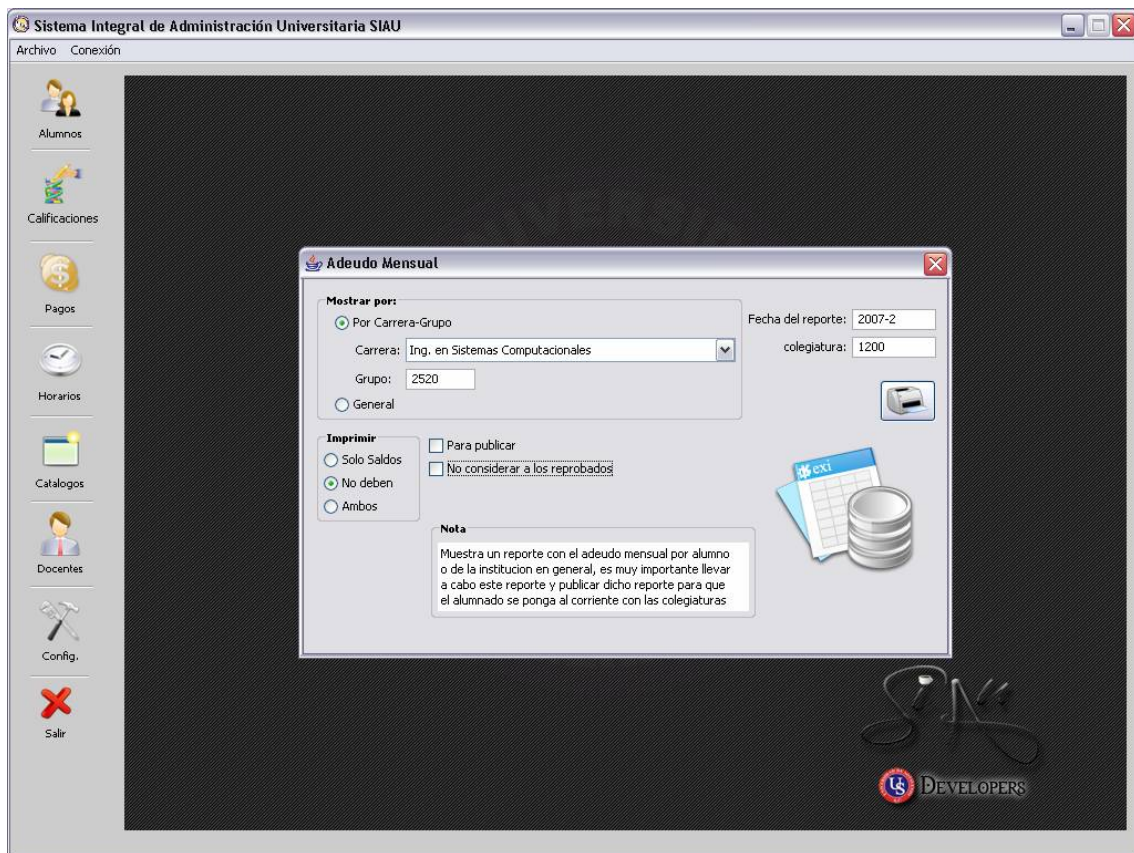 Sistema Integral de Administración Universitaria SIAU
Archivo Conexión
Alumnos
Calificaciones
Pagos
Horarios
Catalogos
Docentes
Config.
Salir
UNIVERSI
Adeudo Mensual
Mostrar por:
Por Carrera-Grupo
Carrera: Ing. en Sistemas Computacionales
Grupo: 2520
General
Fecha del reporte: 2007-2
colegiatura: 1200
Imprimir
Solo Saldos
No deben
Ambos
Para publicar
No considerar a los reprobados
exi
Nota
Muestra un reporte con el adeudo mensual por alumno
o de la institucion en general, es muy importante llevar
a cabo este reporte y publicar dicho reporte para que
el alumnado se ponga al corriente con las colegiaturas
SiAu
US DEVELOPERS